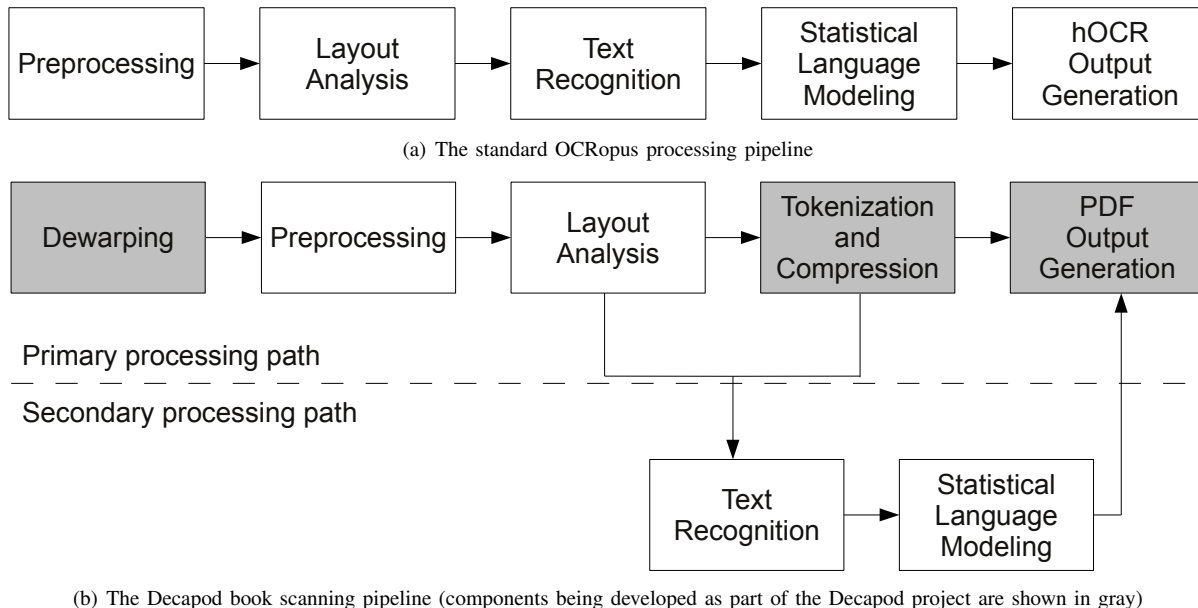 Preprocessing
Layout
Analysis
Text
Recognition
Statistical
Language
Modeling
hOCR
Output
Generation
(a) The standard OCRopus processing pipeline
Dewarping
Preprocessing
Layout
Analysis
Tokenization
and
Compression
PDF
Output
Generation
Primary processing path
Secondary processing path
Text
Recognition
Statistical
Language
Modeling
(b) The Decapod book scanning pipeline (components being developed as part of the Decapod project are shown in gray)